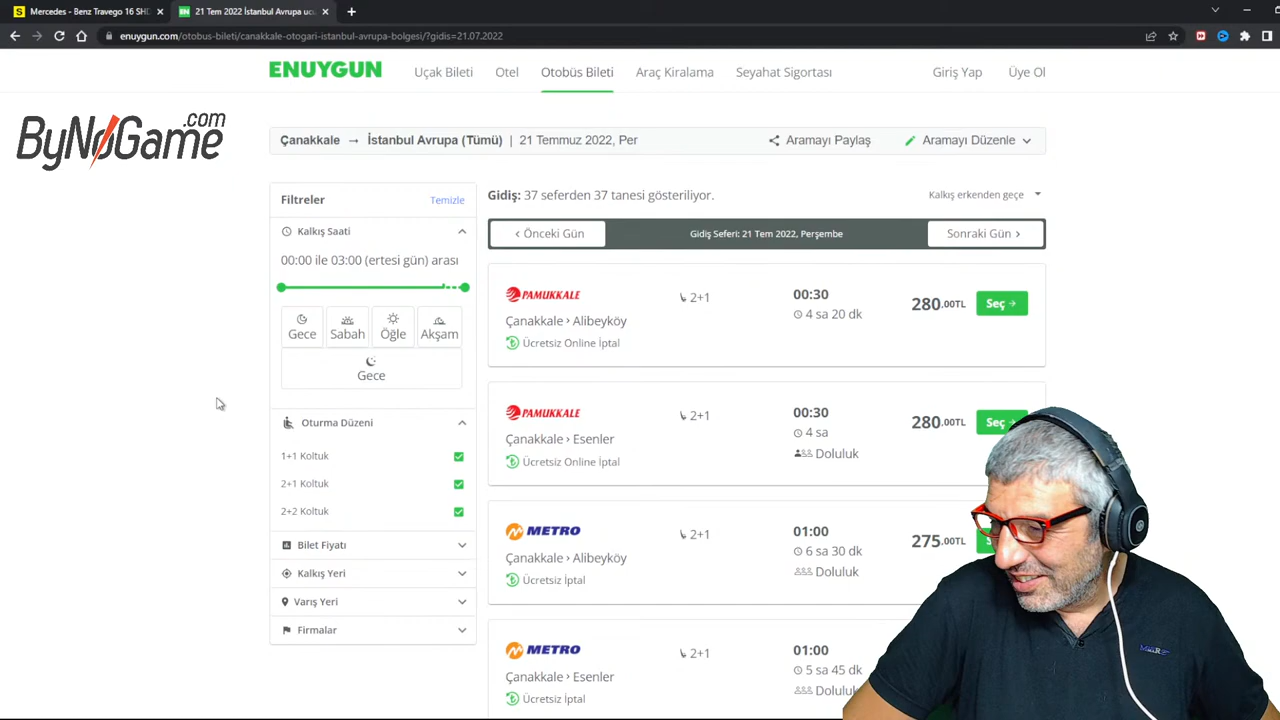 Mercedes - Benz Travego 16 SHD
21 Tem 2022 İstanbul Avrupa ucu
enuygun.com/otobus-bileti/canakkale-otogari-istanbul-avrupa-bolgesi/?gidis=21.07.2022
ENUYGUN
Uçak Bileti
Otel
Otobüs Bileti
Araç Kiralama
Seyahat Sigortası
Giriş Yap
Üye Ol
ByNoGame.com
Çanakkale → İstanbul Avrupa (Tümü) | 21 Temmuz 2022, Per
Aramayı Paylaş
Aramayı Düzenle
Filtreler
Temizle
Kalkış Saati
00:00 ile 03:00 (ertesi gün) arası
Gece
Sabah
Öğle
Akşam
Gece
Oturma Düzeni
1+1 Koltuk
2+1 Koltuk
2+2 Koltuk
Bilet Fiyatı
Kalkış Yeri
Varış Yeri
Firmalar
Gidiş: 37 seferden 37 tanesi gösteriliyor.
Kalkış erkenden geçe
< Önceki Gün
Gidiş Seferi: 21 Tem 2022, Perşembe
Sonraki Gün >
PAMUKKALE
2+1
00:30
280.00TL
Seç →
Çanakkale › Alibeyköy
4 sa 20 dk
Ücretsiz Online İptal
PAMUKKALE
2+1
00:30
280.00TL
Seç
Çanakkale › Esenler
4 sa
Doluluk
Ücretsiz Online İptal
METRO
2+1
01:00
275.00TL
Çanakkale › Alibeyköy
6 sa 30 dk
Doluluk
Ücretsiz İptal
METRO
2+1
01:00
Çanakkale › Esenler
5 sa 45 dk
Doluluk
Ücretsiz İptal